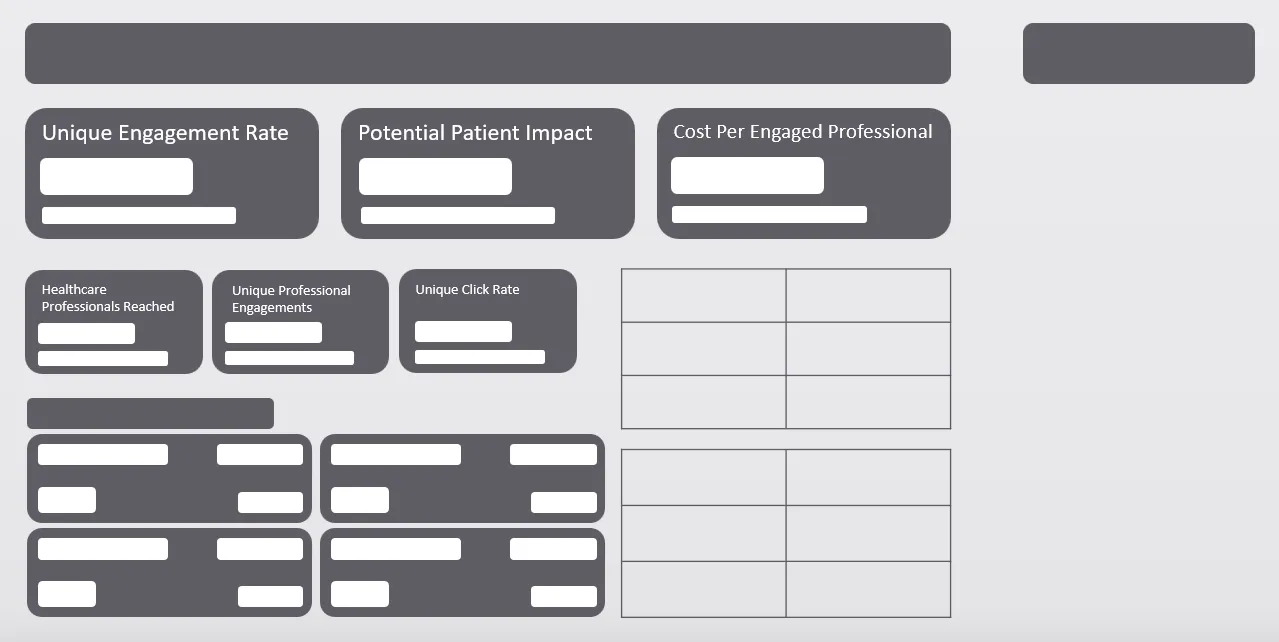 Unique Engagement Rate
Potential Patient Impact
Cost Per Engaged Professional
Healthcare
Professionals Reached
Unique Professional
Engagements
Unique Click Rate